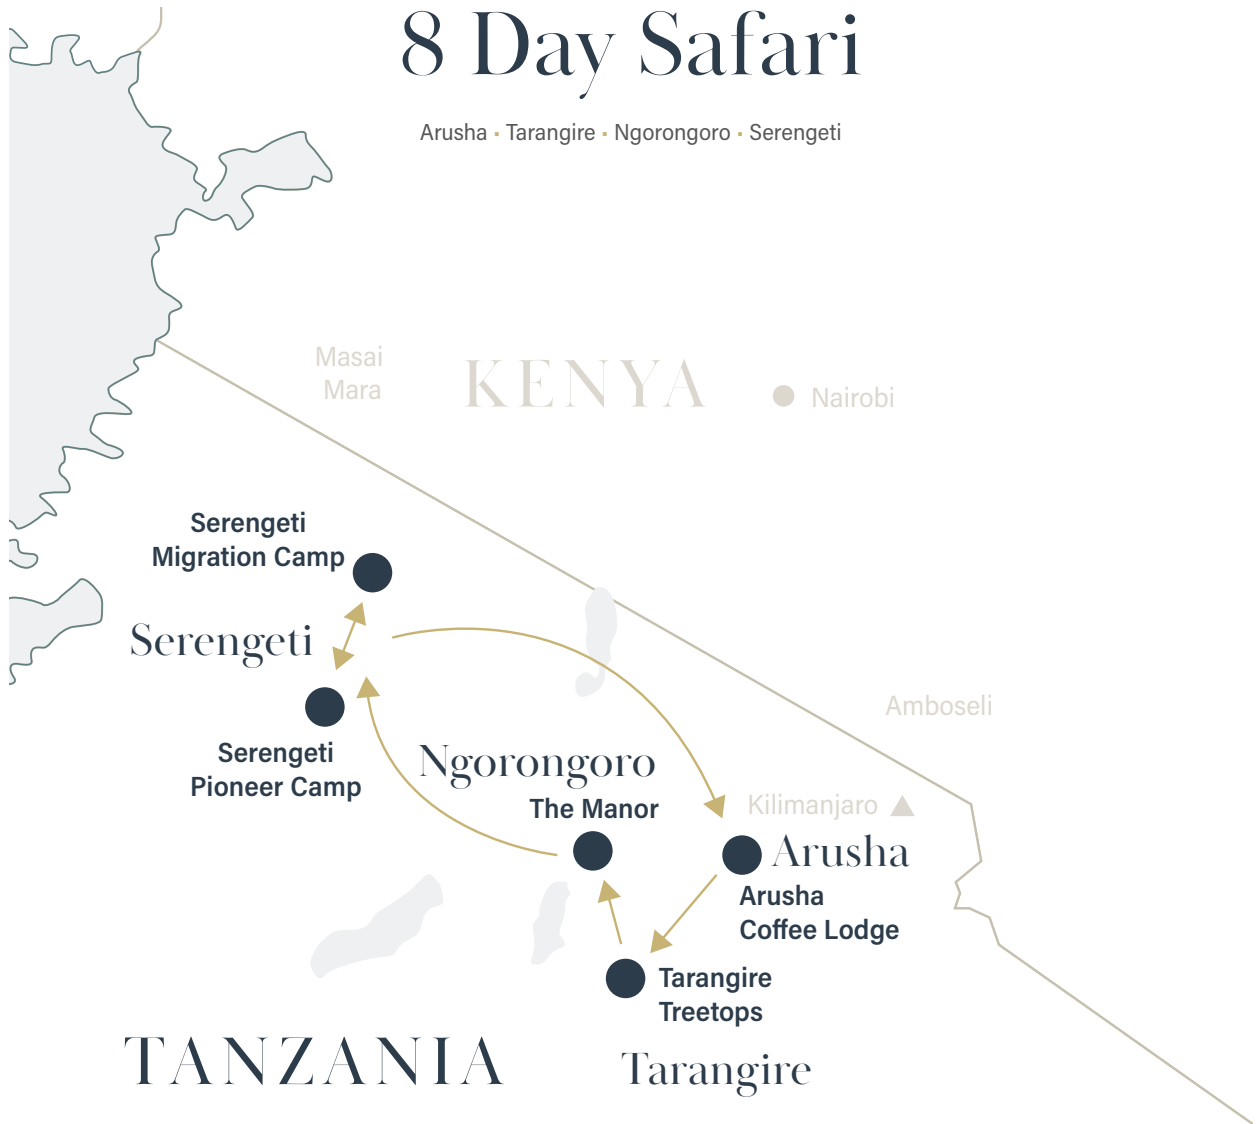 8 Day Safari
Arusha · Tarangire · Ngorongoro · Serengeti
Masai
Mara
KENYA
Nairobi
Serengeti
Migration Camp
Serengeti
Serengeti
Pioneer Camp
Amboseli
Ngorongoro
The Manor
Kilimanjaro
Arusha
Arusha
Coffee Lodge
Tarangire
Treetops
TANZANIA
Tarangire